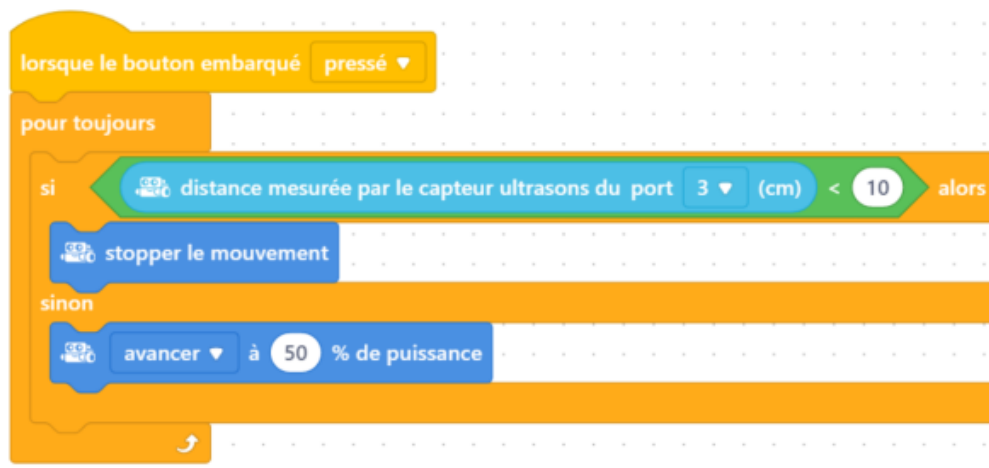 lorsque le bouton embarqué pressé
pour toujours
si distance mesurée par le capteur ultrasons du port 3 (cm) < 10 alors
stopper le mouvement
sinon
avancer à 50 % de puissance